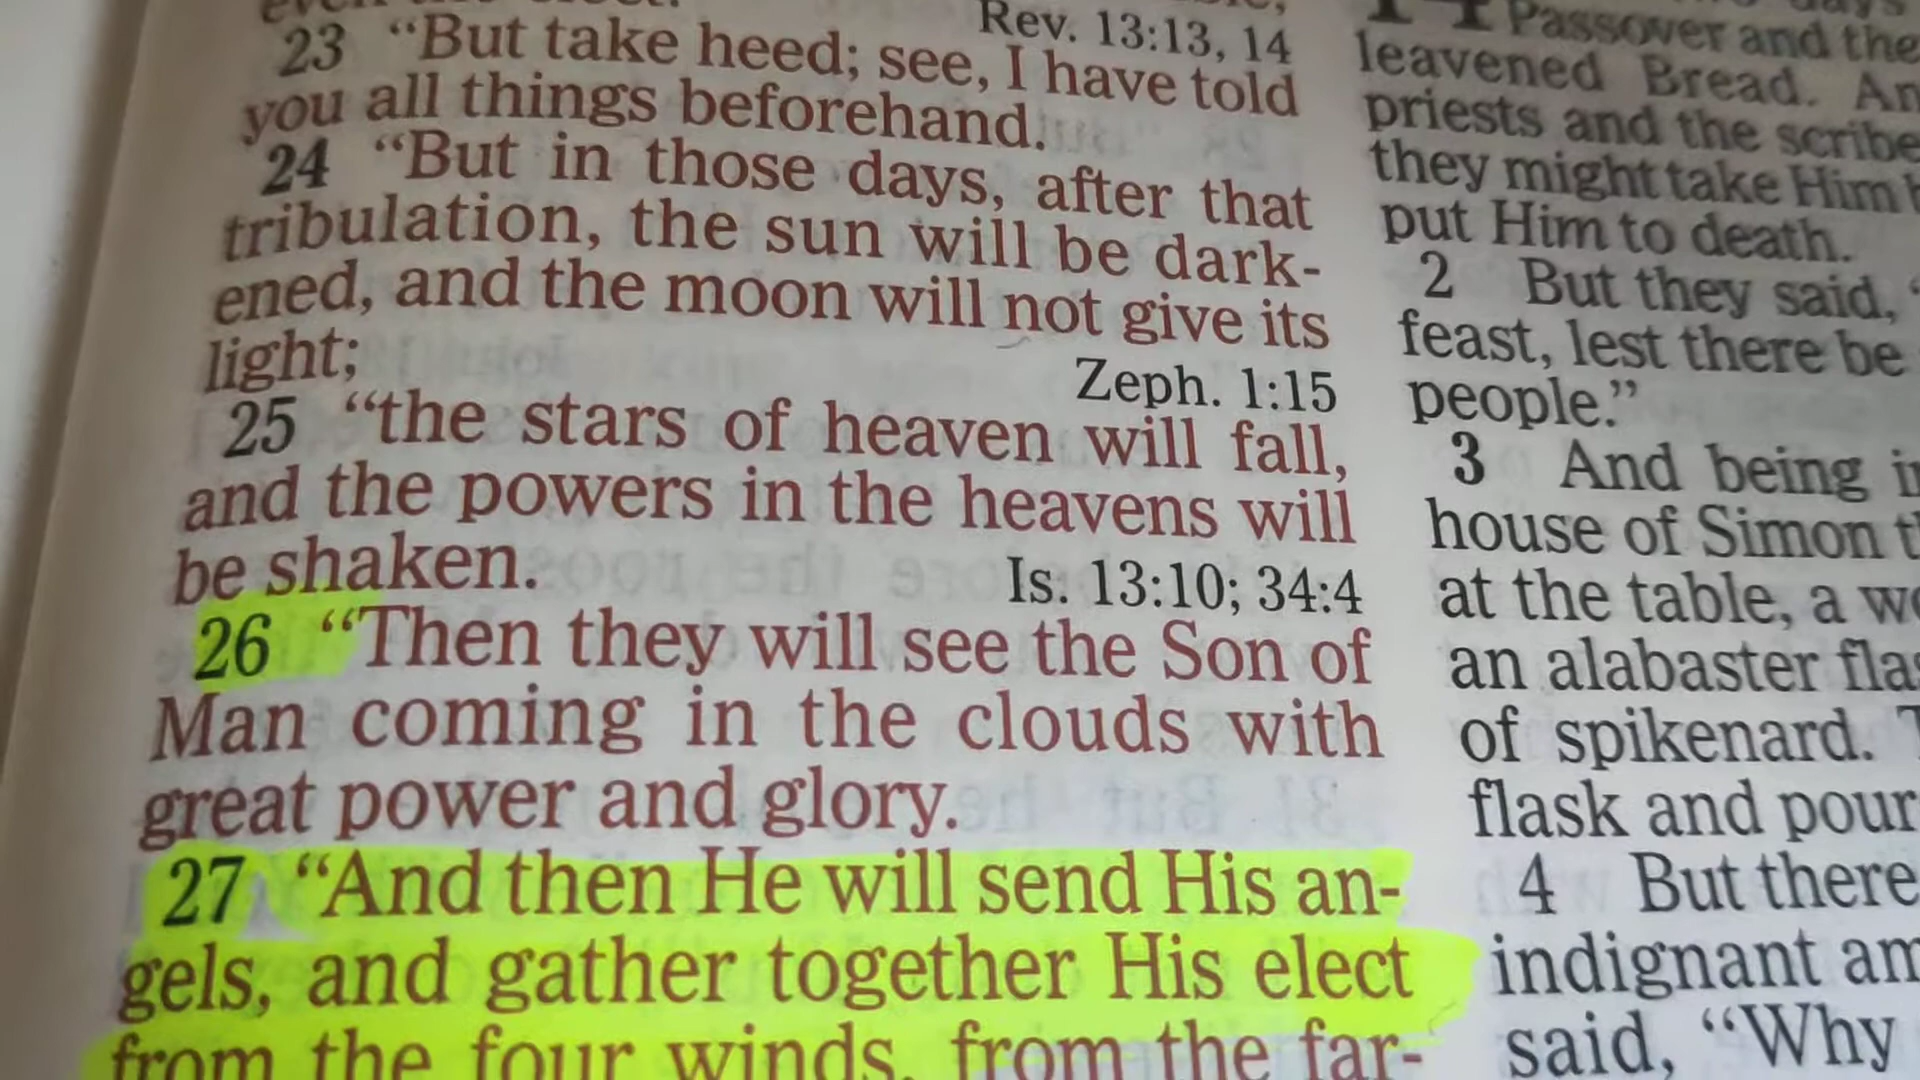 Rev. 13:13, 14
23 “But take heed; see, I have told
you all things beforehand.
24 “But in those days, after that
tribulation, the sun will be dark-
ened, and the moon will not give its
light;
Zeph. 1:15
25 “the stars of heaven will fall,
and the powers in the heavens will
be shaken.
Is. 13:10; 34:4
26 “Then they will see the Son of
Man coming in the clouds with
great power and glory.
27 “And then He will send His an-
gels, and gather together His elect
from the four winds, from the far-
Passover and the
leavened Bread.
priests and the
they might take Him
put Him to death.
2 But they said,
feast, lest there be
people.”
3 And being
house of Simon
at the table, a
an alabaster
of spikenard.
flask and
4 But there
indignant
said, “Why